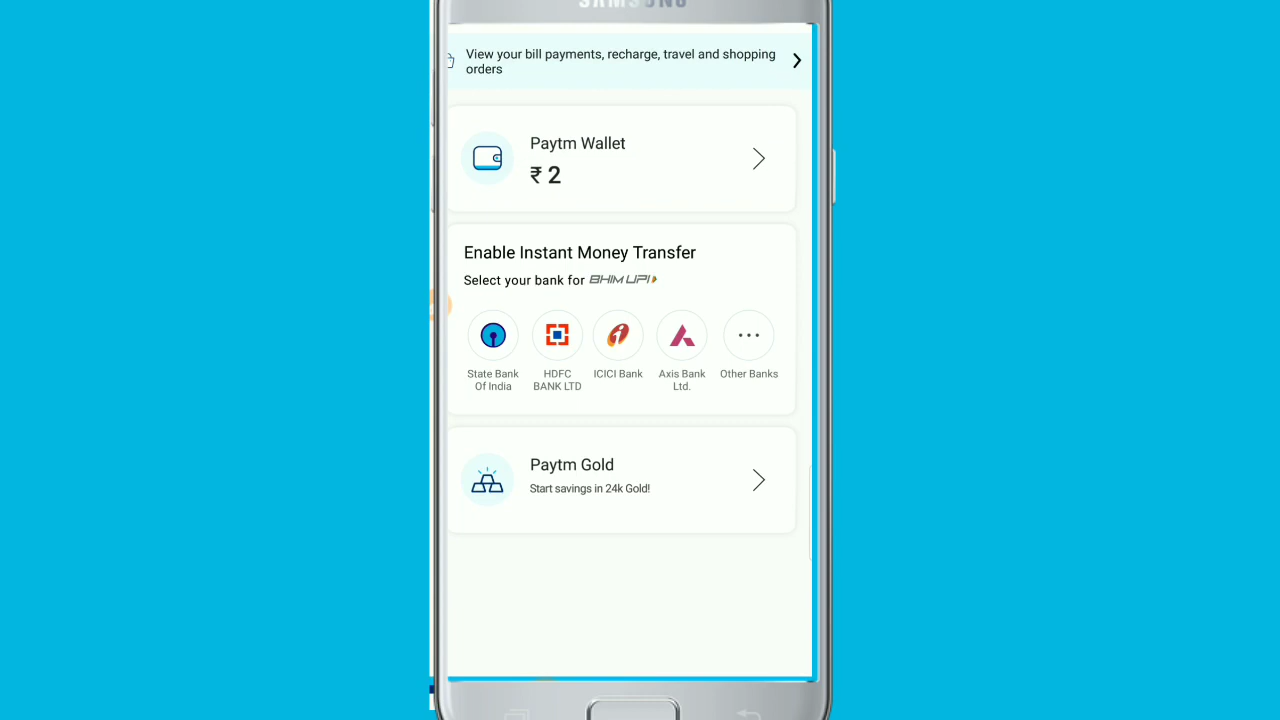 SAMSUNG
View your bill payments, recharge, travel and shopping
orders
Paytm Wallet
₹ 2
Enable Instant Money Transfer
Select your bank for BHIM UPI
State Bank
Of India
HDFC
BANK LTD
ICICI Bank
Axis Bank
Ltd.
Other Banks
Paytm Gold
Start savings in 24k Gold!